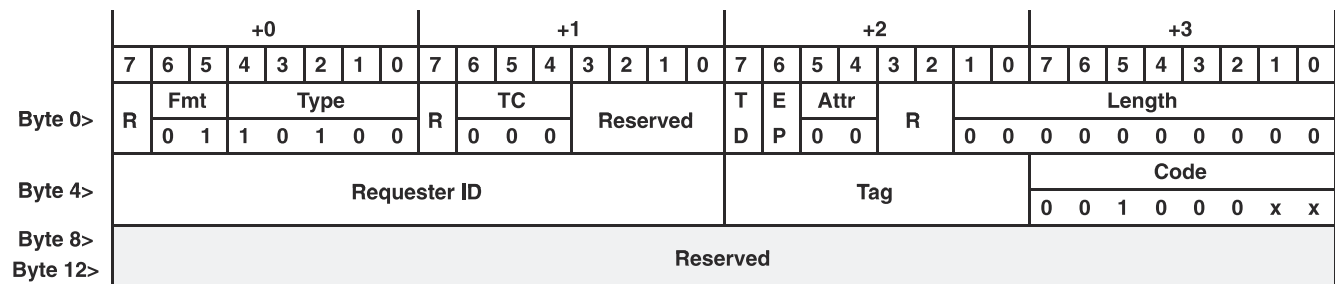 +0 +1 +2 +3
7 6 5 4 3 2 1 0 7 6 5 4 3 2 1 0 7 6 5 4 3 2 1 0 7 6 5 4 3 2 1 0
Byte 0> R Fmt Type R TC Reserved T E Attr R Length
0 1 1 0 1 0 0 0 0 0 D P 0 0 0 0 0 0 0 0 0 0 0 0
Byte 4> Requester ID Tag Code
0 0 1 0 0 0 x x
Byte 8>
Reserved
Byte 12>